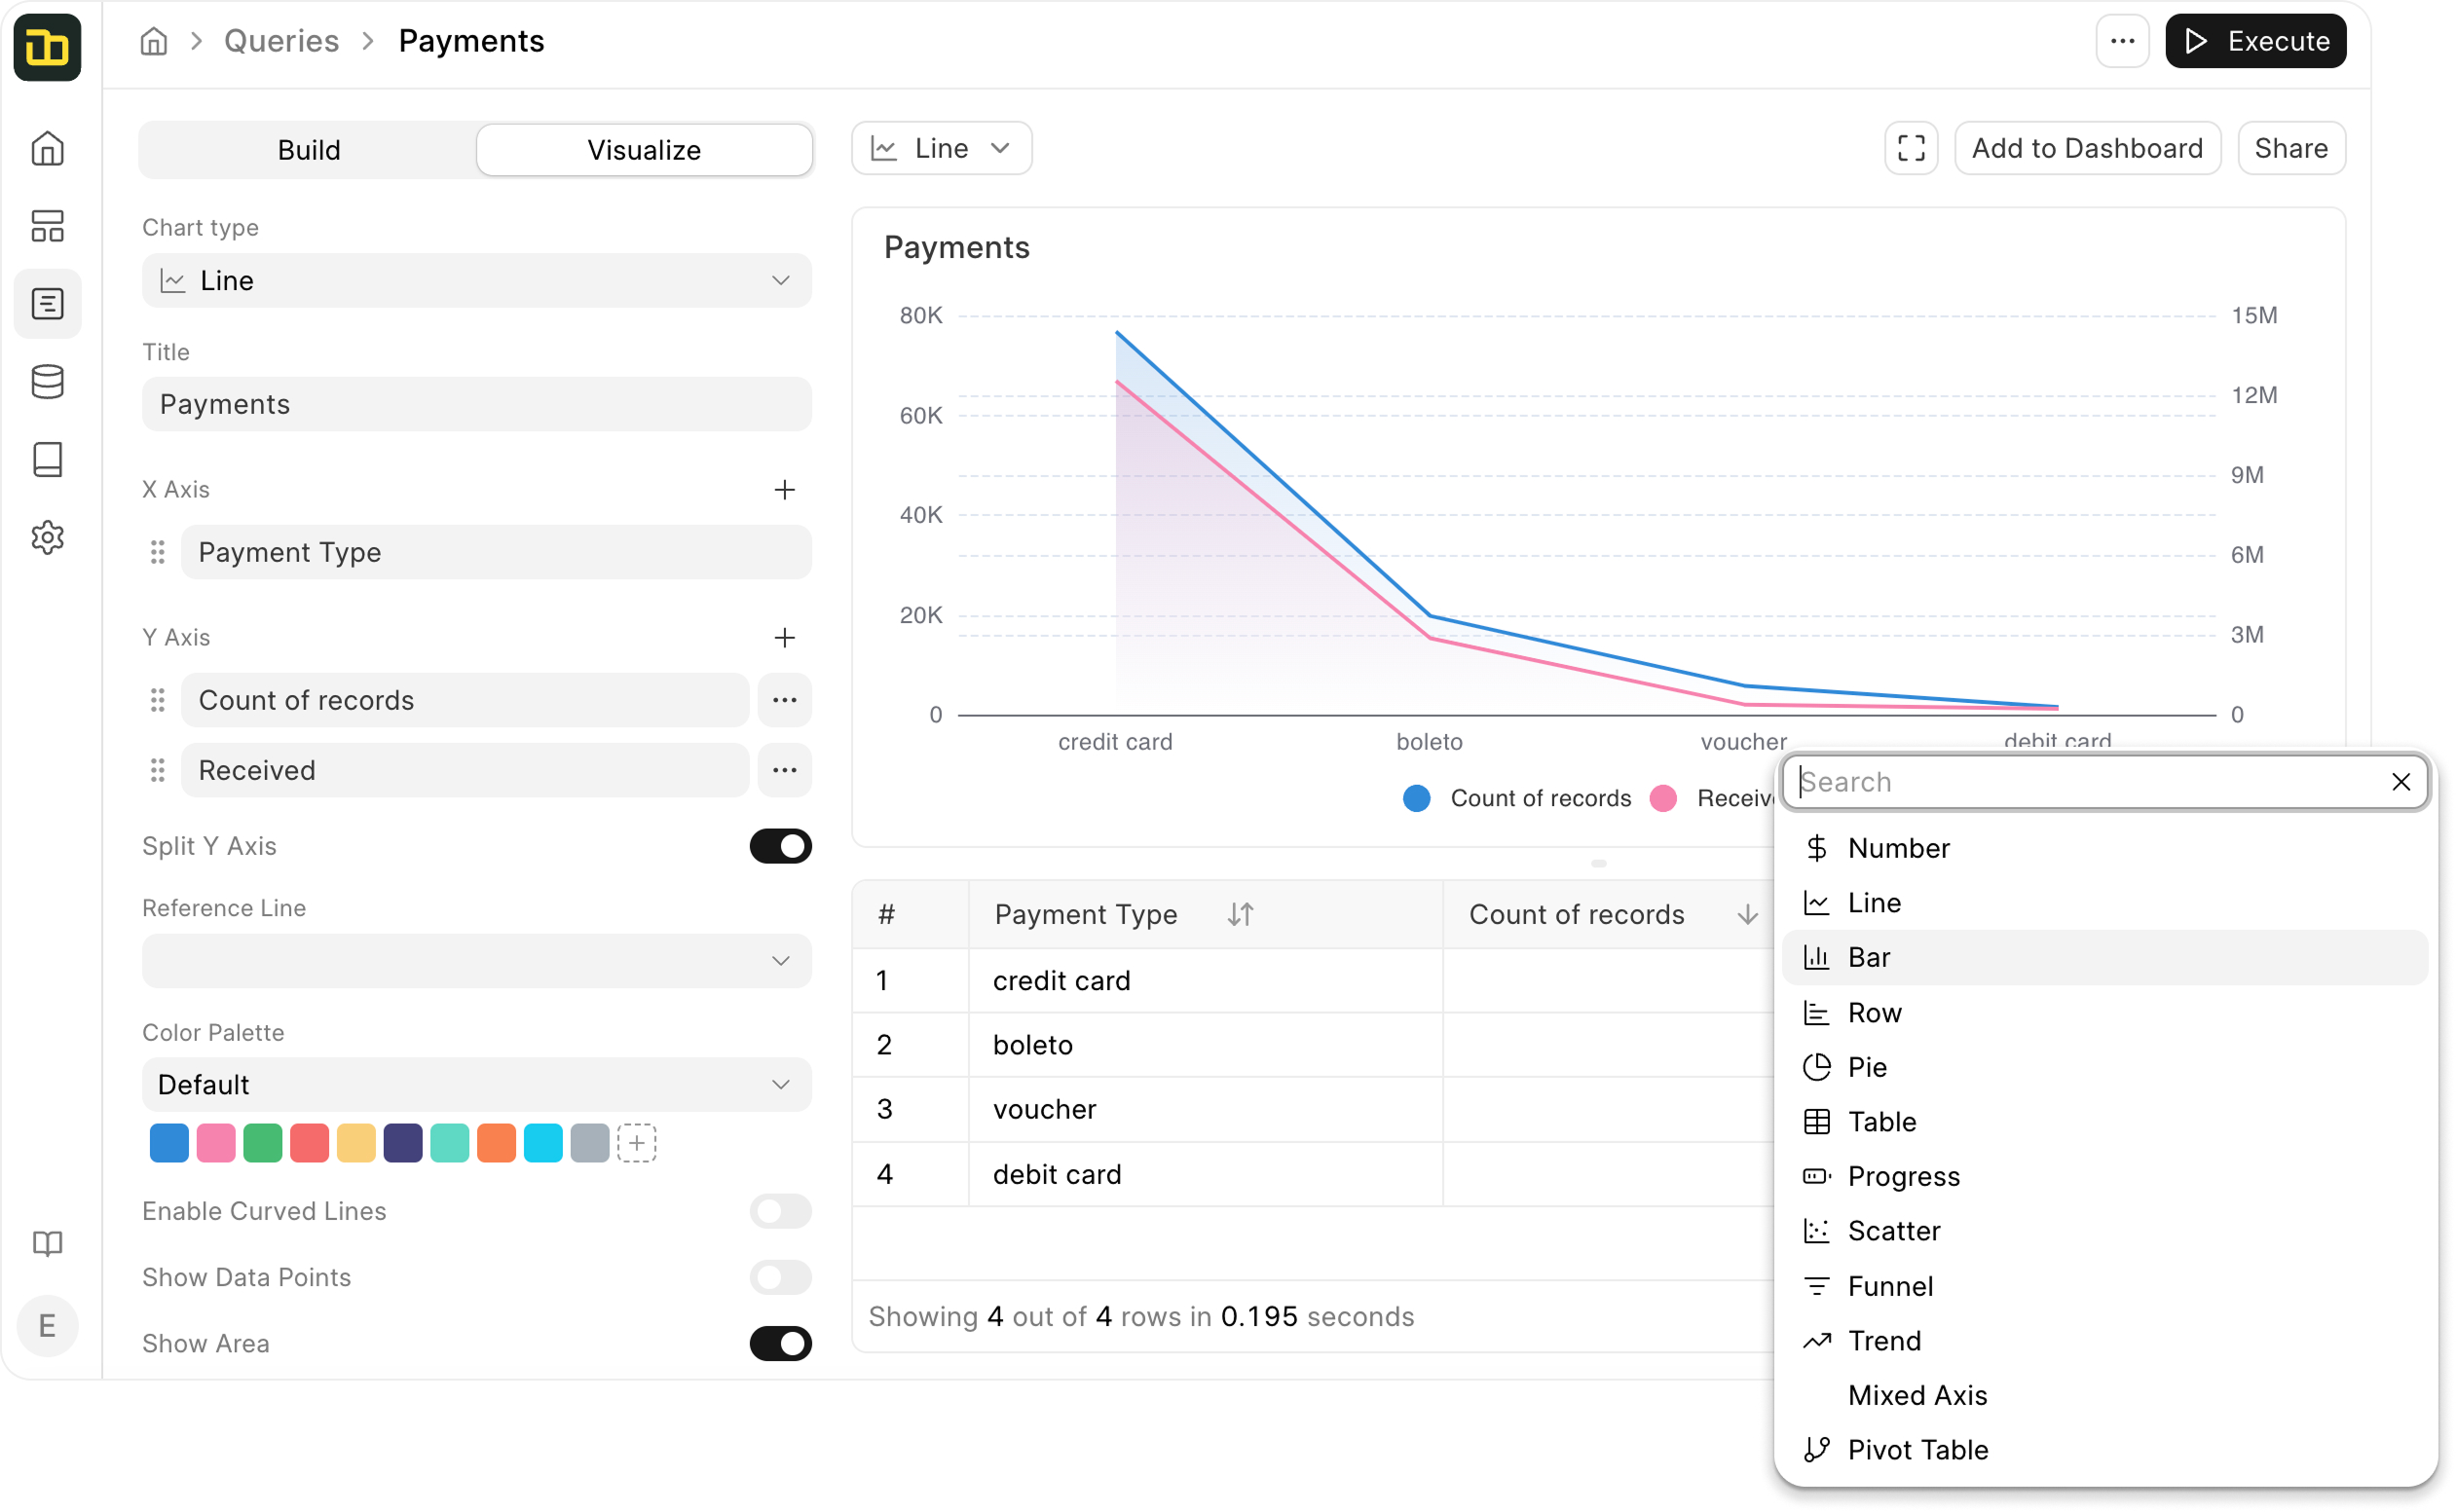 Queries > Payments
Execute
Build
Visualize
Line
Add to Dashboard
Share
Chart type
Line
Title
Payments
X Axis
Payment Type
Y Axis
Count of records
Received
Split Y Axis
Reference Line
Color Palette
Default
Enable Curved Lines
Show Data Points
Show Area
E
Payments
80K
60K
40K
20K
0
15M
12M
9M
6M
3M
0
credit card
boleto
voucher
debit card
Count of records
Receive
# Payment Type Count of records
1 credit card
2 boleto
3 voucher
4 debit card
Showing 4 out of 4 rows in 0.195 seconds
Search
Number
Line
Bar
Row
Pie
Table
Progress
Scatter
Funnel
Trend
Mixed Axis
Pivot Table